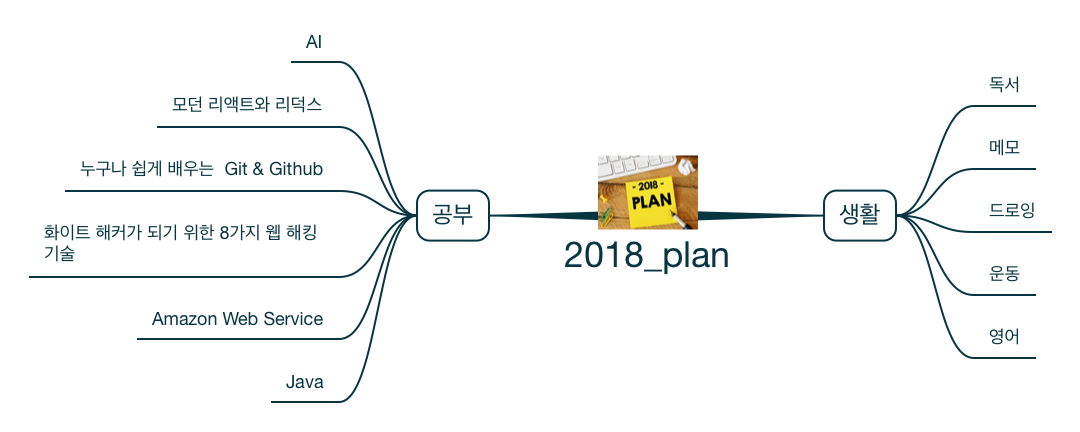 AI
모던 리액트와 리덕스
누구나 쉽게 배우는 Git & Github
화이트 해커가 되기 위한 8가지 웹 해킹
기술
Amazon Web Service
Java
공부
- 2018 -
PLAN
2018_plan
생활
독서
메모
드로잉
운동
영어